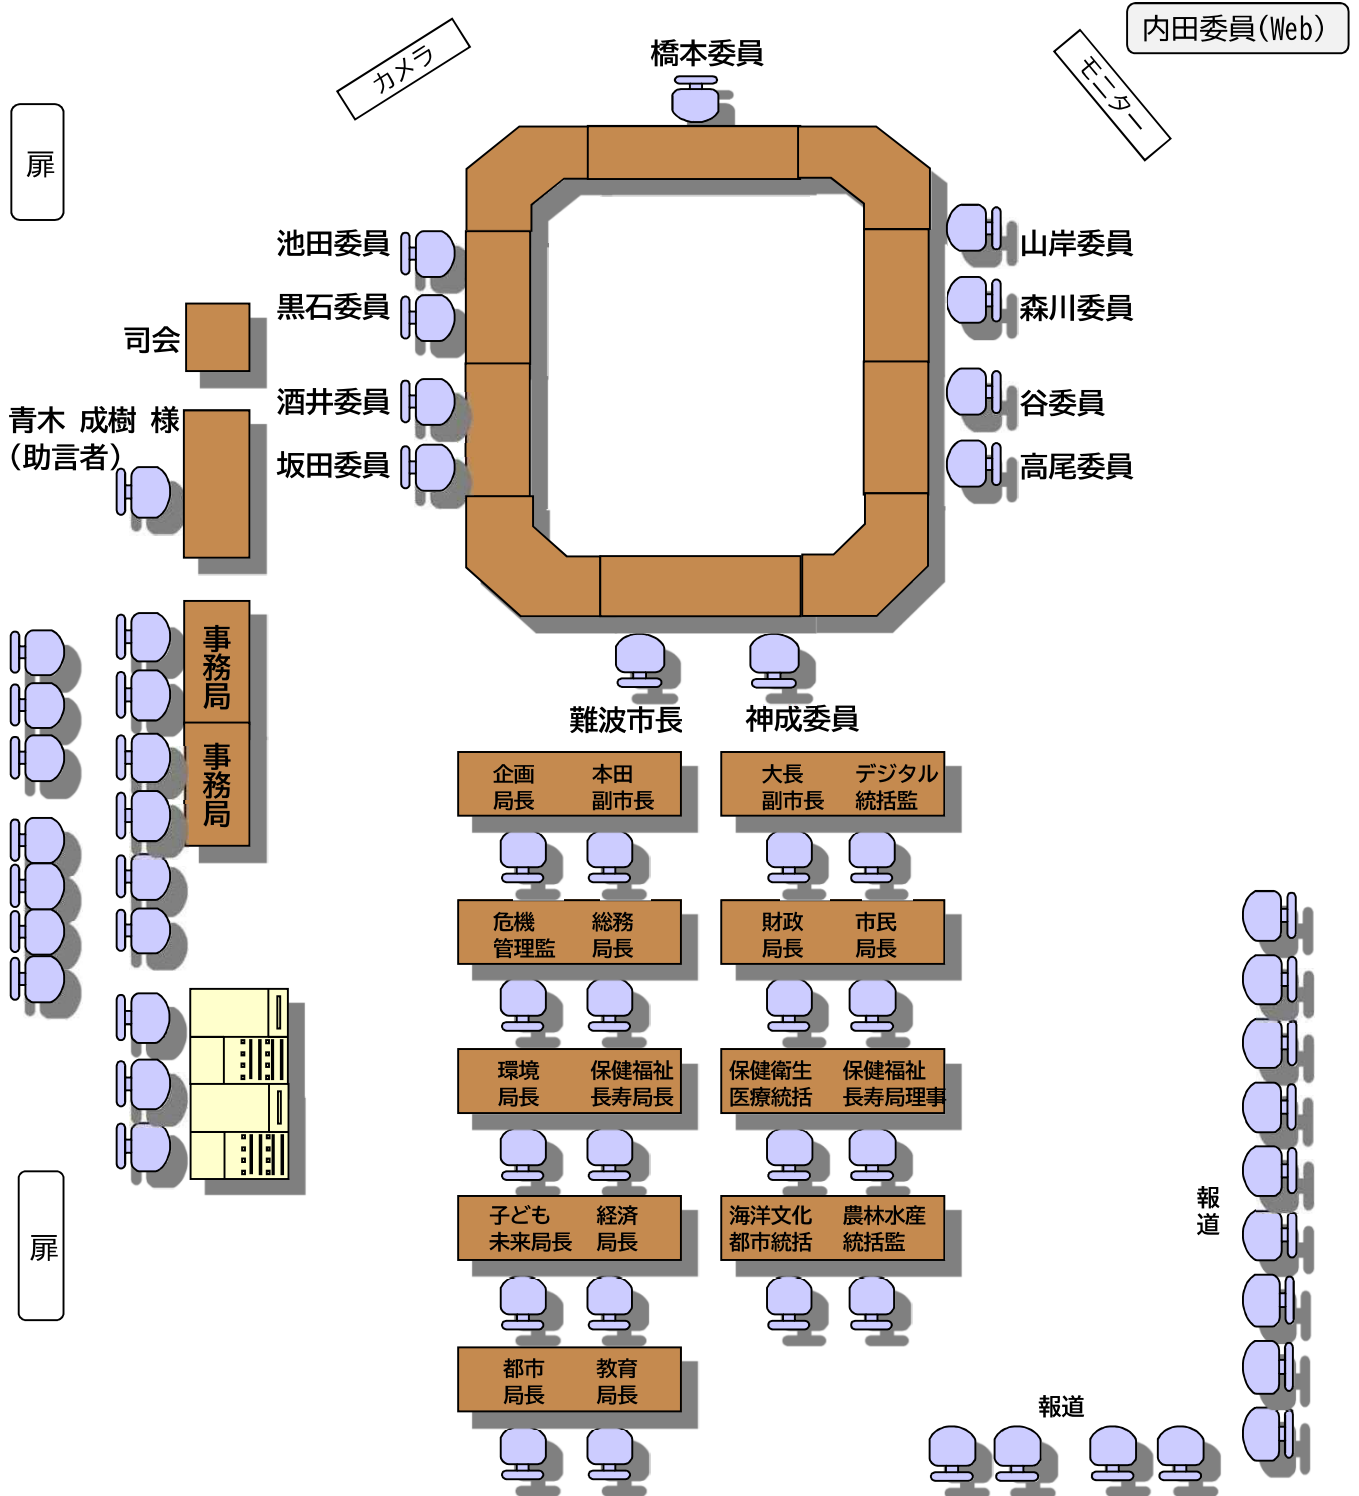 内田委員(Web)
カメラ
橋本委員
モニター
扉
池田委員
山岸委員
黒石委員
森川委員
司会
酒井委員
谷委員
青木 成樹 様
(助言者)
坂田委員
高尾委員
事務局
事務局
難波市長
神成委員
企画
局長
本田
副市長
大長
副市長
デジタル
統括監
危機
管理監
総務
局長
財政
局長
市民
局長
環境
局長
保健福祉
長寿局長
保健衛生
医療統括
保健福祉
長寿局理事
扉
子ども
未来局長
経済
局長
海洋文化
都市統括
農林水産
統括監
報道
都市
局長
教育
局長
報道